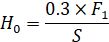 H₀ = (0.3 × F₁) / S